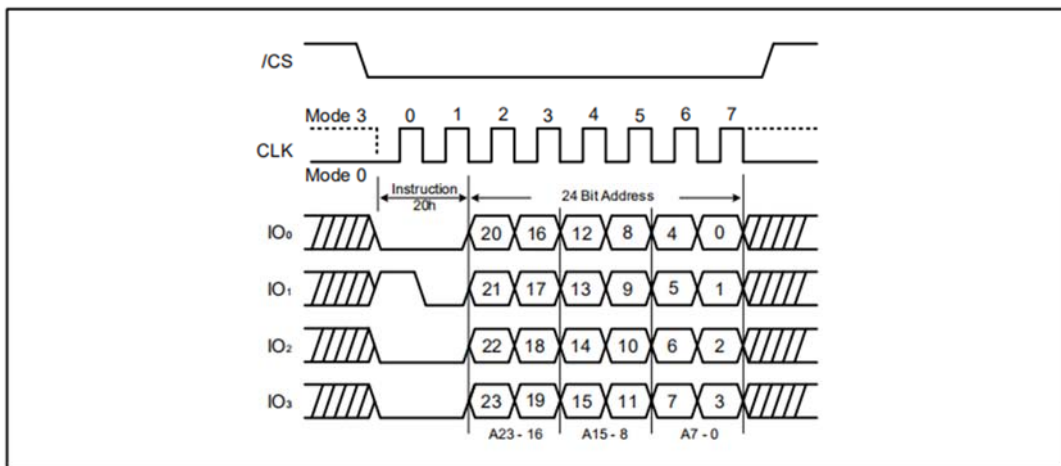 /CS
Mode 3 0 1 2 3 4 5 6 7
CLK
Mode 0
Instruction
20h
24 Bit Address
IO₀ 20 16 12 8 4 0
IO₁ 21 17 13 9 5 1
IO₂ 22 18 14 10 6 2
IO₃ 23 19 15 11 7 3
A23 - 16 A15 - 8 A7 - 0